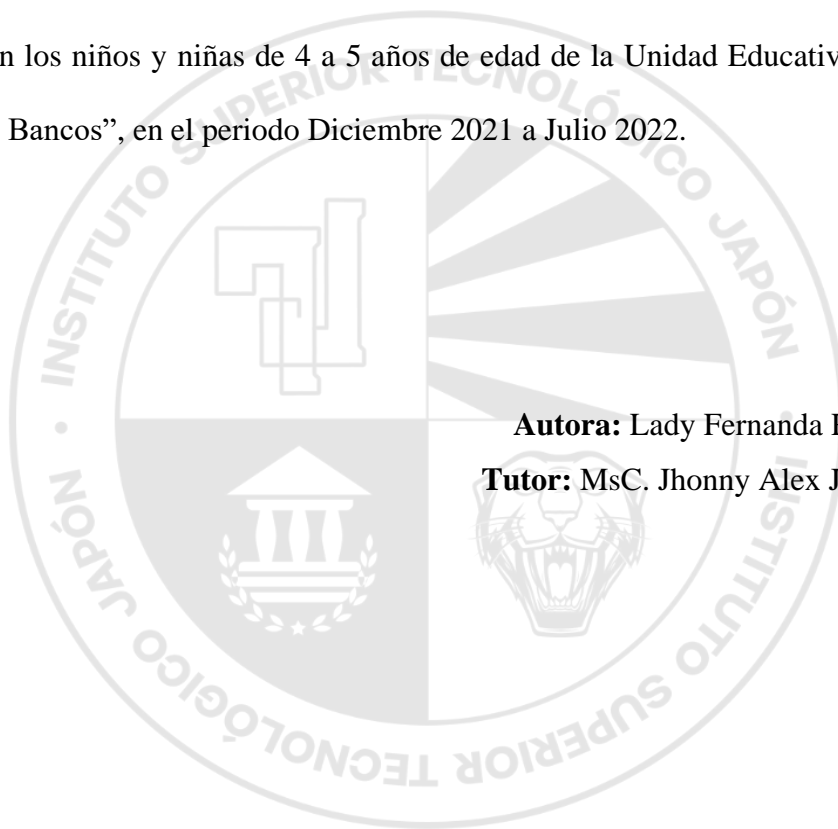 n los niños y niñas de 4 a 5 años de edad de la Unidad Educativ
Bancos”, en el periodo Diciembre 2021 a Julio 2022.
INSTITUTO SUPERIOR TECNOLÓGICO JAPÓN
Autora: Lady Fernanda
Tutor: MsC. Jhonny Alex J
INSTITUTO SUPERIOR TECNOLÓGICO JAPÓN